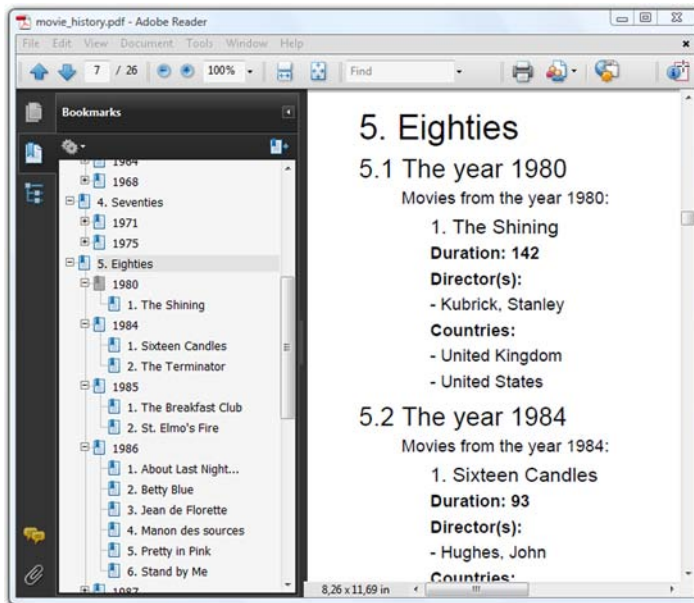 movie_history.pdf - Adobe Reader
File Edit View Document Tools Window Help
7 / 26 100% Find
Bookmarks
1964
1968
4. Seventies
1971
1975
5. Eighties
1980
1. The Shining
1984
1. Sixteen Candles
2. The Terminator
1985
1. The Breakfast Club
2. St. Elmo's Fire
1986
1. About Last Night...
2. Betty Blue
3. Jean de Florette
4. Manon des sources
5. Pretty in Pink
6. Stand by Me
1987
5. Eighties
5.1 The year 1980
Movies from the year 1980:
1. The Shining
Duration: 142
Director(s):
- Kubrick, Stanley
Countries:
- United Kingdom
- United States
5.2 The year 1984
Movies from the year 1984:
1. Sixteen Candles
Duration: 93
Director(s):
- Hughes, John
Countries:
8,26 x 11,69 in